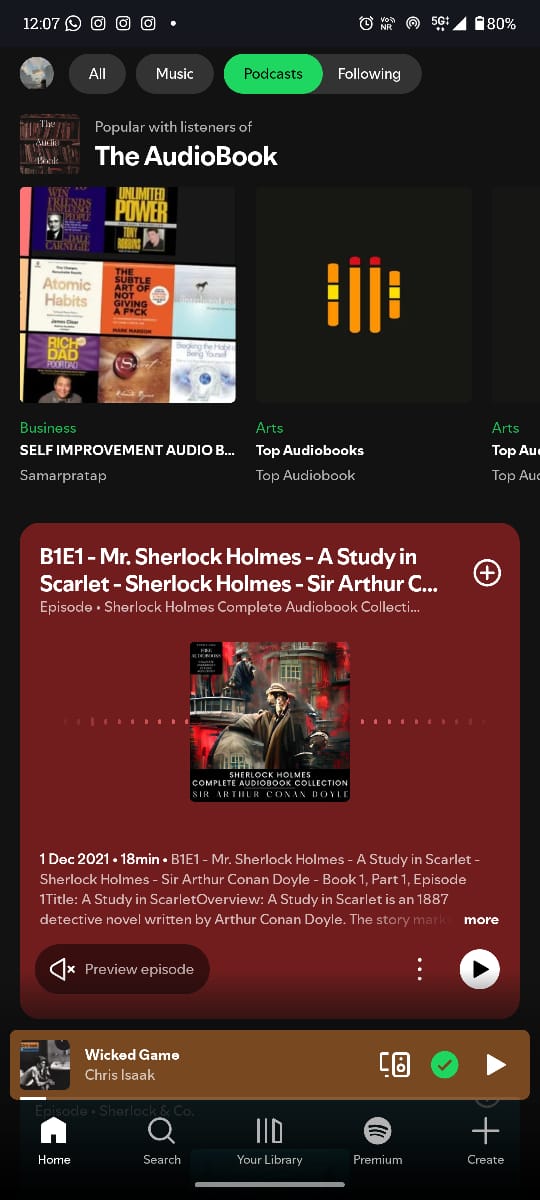 12:07
Vo)) NR
5G
80%
All
Music
Podcasts
Following
The
Audio
Book
Popular with listeners of
The AudioBook
WIN
FRIENDS
DALE
CARNEGIE
UNLIMITED
POWER
TONY
ROBBINS
Atomic
Habits
James Clear
THE
SUBTLE
ART OF
NOT
GIVING
A F*CK
MARK MANSON
RICH
DAD
POOR DAD
The Secret
Breaking the Habit
Being Yourself
Business
SELF IMPROVEMENT AUDIO B...
Samarpratap
Arts
Top Audiobooks
Top Audiobook
Arts
Top Au
Top Aud
B1E1 - Mr. Sherlock Holmes - A Study in
Scarlet - Sherlock Holmes - Sir Arthur C...
Episode • Sherlock Holmes Complete Audiobook Collecti...
FREE
AUDIOBOOKS
SHERLOCK HOLMES
COMPLETE AUDIOBOOK COLLECTION
SIR ARTHUR CONAN DOYLE
1 Dec 2021 • 18min • B1E1 - Mr. Sherlock Holmes - A Study in Scarlet -
Sherlock Holmes - Sir Arthur Conan Doyle - Book 1, Part 1, Episode
1Title: A Study in ScarletOverview: A Study in Scarlet is an 1887
detective novel written by Arthur Conan Doyle. The story mark more
Preview episode
Wicked Game
Chris Isaak
Episode • Sherlock & Co.
Home
Search
Your Library
Premium
Create